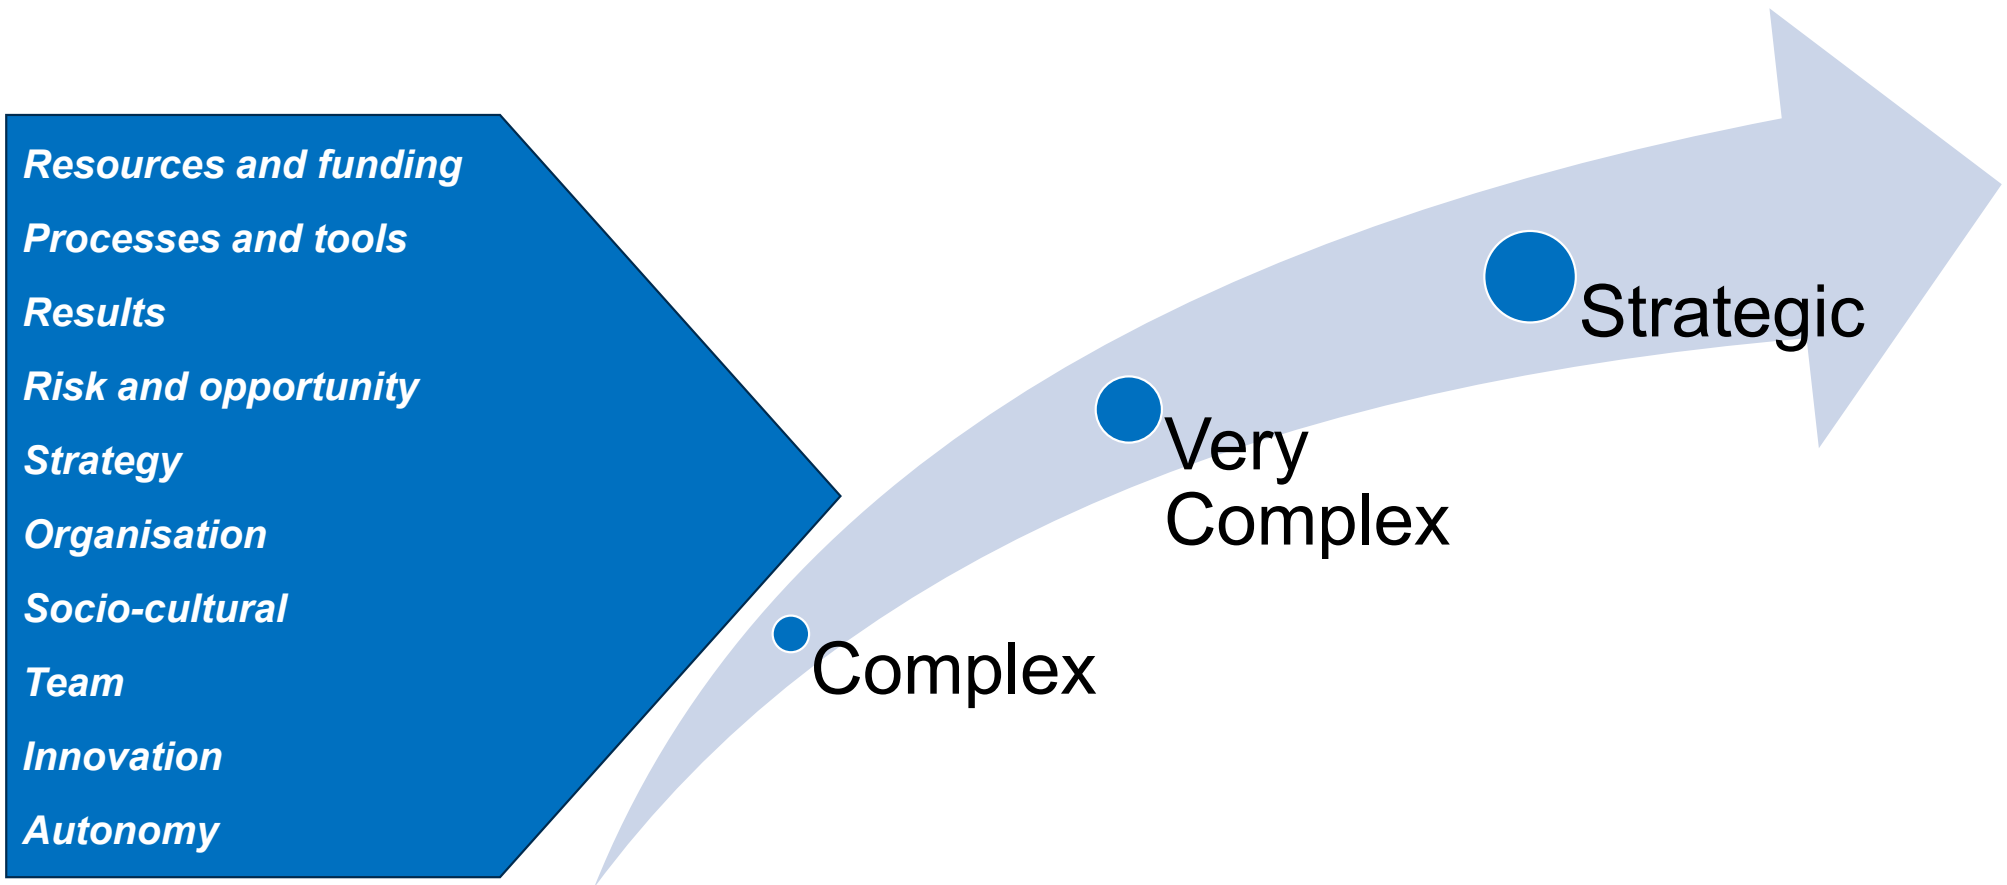 Resources and funding
Processes and tools
Results
Risk and opportunity
Strategy
Organisation
Socio-cultural
Team
Innovation
Autonomy
Complex
Very
Complex
Strategic